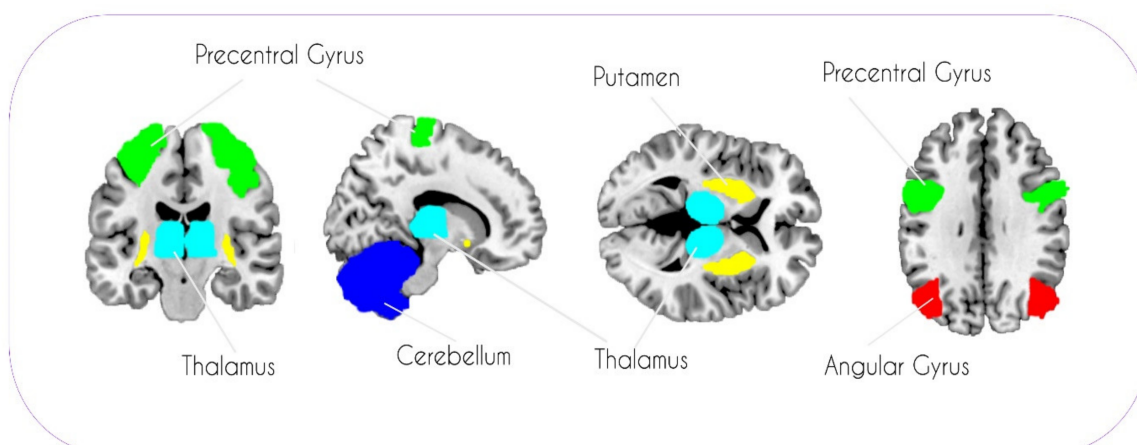 Precentral Gyrus
Putamen
Precentral Gyrus
Thalamus
Cerebellum
Thalamus
Angular Gyrus